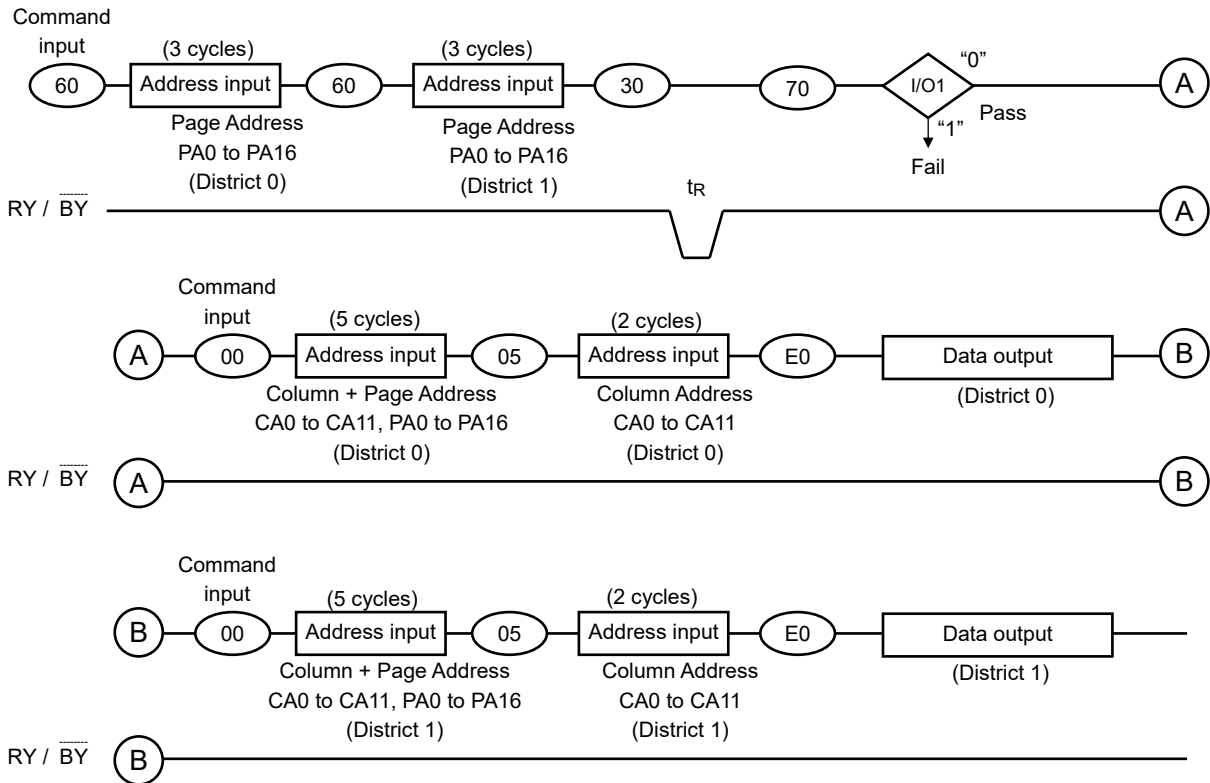 Command
input
(3 cycles) (3 cycles)
60 Address input 60 Address input 30 70 I/O1 "0" A
Page Address
PA0 to PA16
(District 0)
Page Address
PA0 to PA16
(District 1)
Pass
"1"
Fail
tR
RY / BY A
Command
input
(5 cycles) (2 cycles)
A 00 Address input 05 Address input E0 Data output B
Column + Page Address
CA0 to CA11, PA0 to PA16
(District 0)
Column Address
CA0 to CA11
(District 0)
(District 0)
RY / BY A B
Command
input
(5 cycles) (2 cycles)
B 00 Address input 05 Address input E0 Data output
Column + Page Address
CA0 to CA11, PA0 to PA16
(District 1)
Column Address
CA0 to CA11
(District 1)
(District 1)
RY / BY B